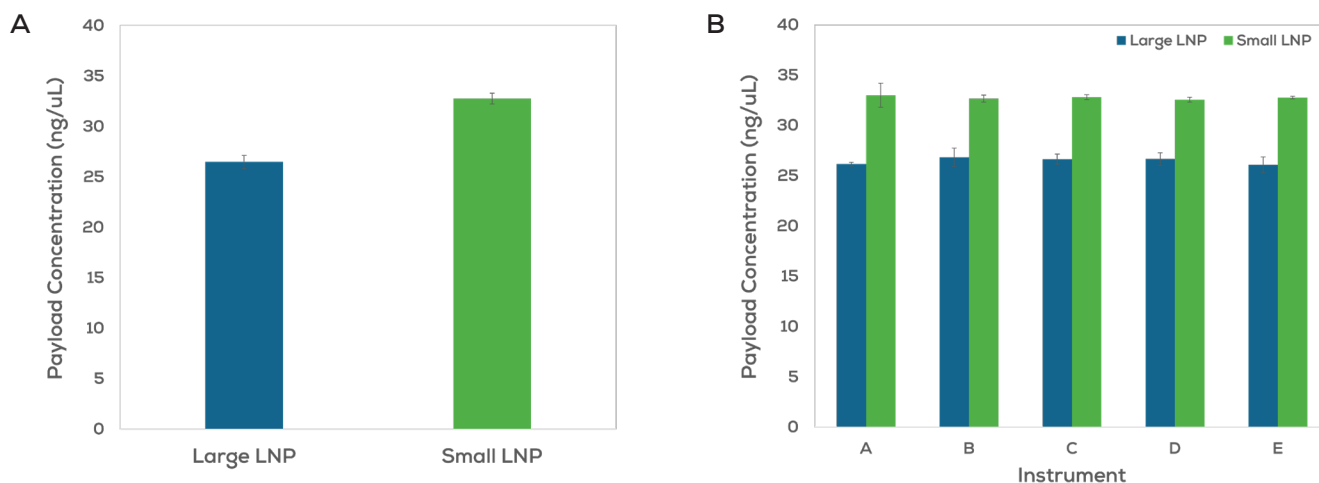 A
Payload Concentration (ng/uL)
40
35
30
25
20
15
10
5
0
Large LNP
Small LNP
B
Payload Concentration (ng/uL)
Large LNP
Small LNP
40
35
30
25
20
15
10
5
0
A
B
C
D
E
Instrument